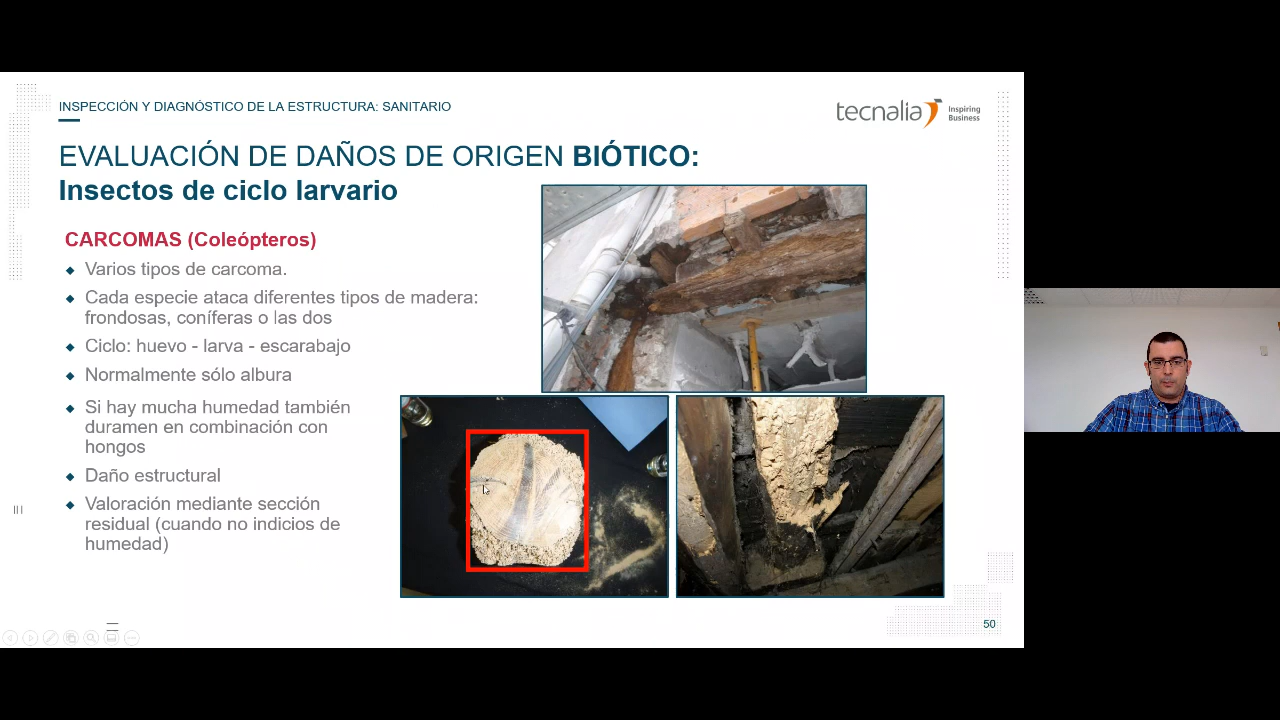 INSPECCIÓN Y DIAGNÓSTICO DE LA ESTRUCTURA: SANITARIO
tecnalia Inspiring
Business
EVALUACIÓN DE DAÑOS DE ORIGEN BIÓTICO:
Insectos de ciclo larvario
CARCOMAS (Coleópteros)
Varios tipos de carcoma.
Cada especie ataca diferentes tipos de madera:
frondosas, coníferas o las dos
Ciclo: huevo - larva - escarabajo
Normalmente sólo albura
Si hay mucha humedad también
duramen en combinación con
hongos
Daño estructural
Valoración mediante sección
residual (cuando no indicios de
humedad)
50